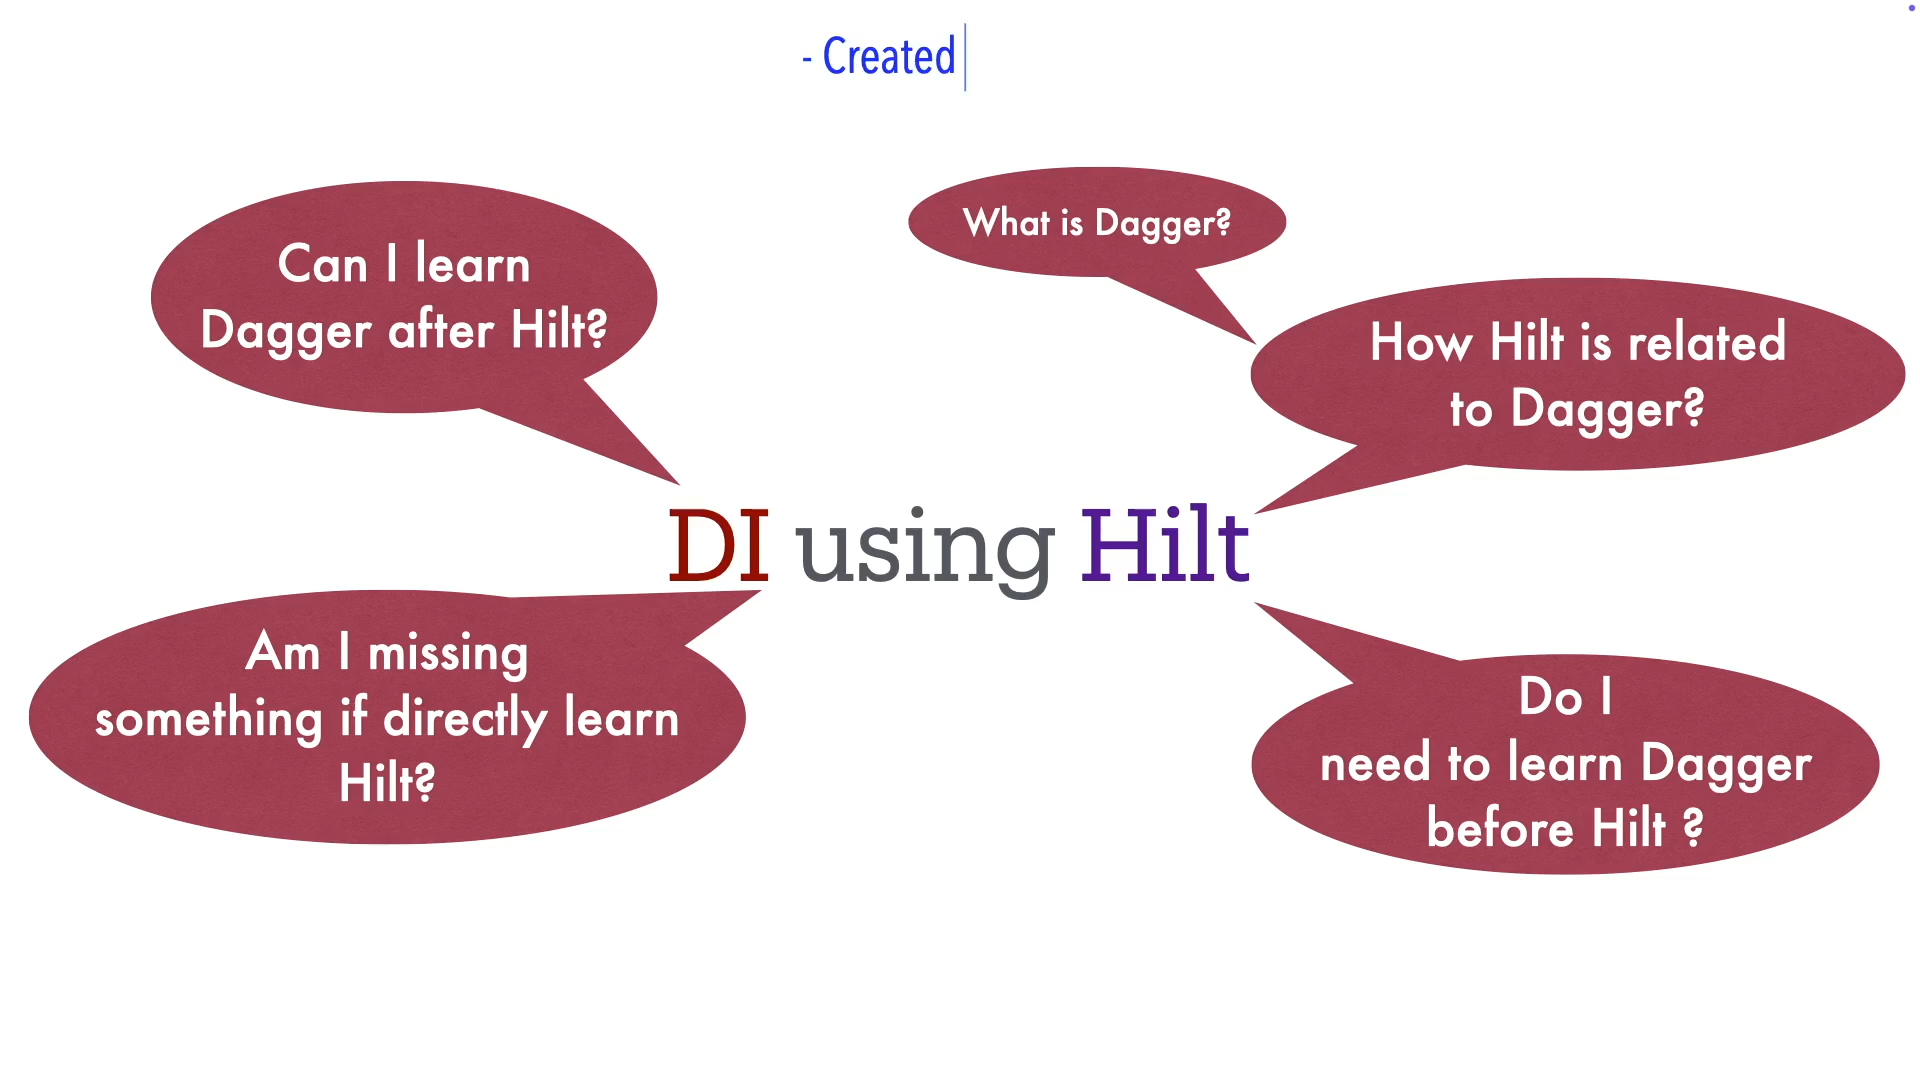 - Created
Can I learn
Dagger after Hilt?
What is Dagger?
How Hilt is related
to Dagger?
DI using Hilt
Am I missing
something if directly learn
Hilt?
Do I
need to learn Dagger
before Hilt ?